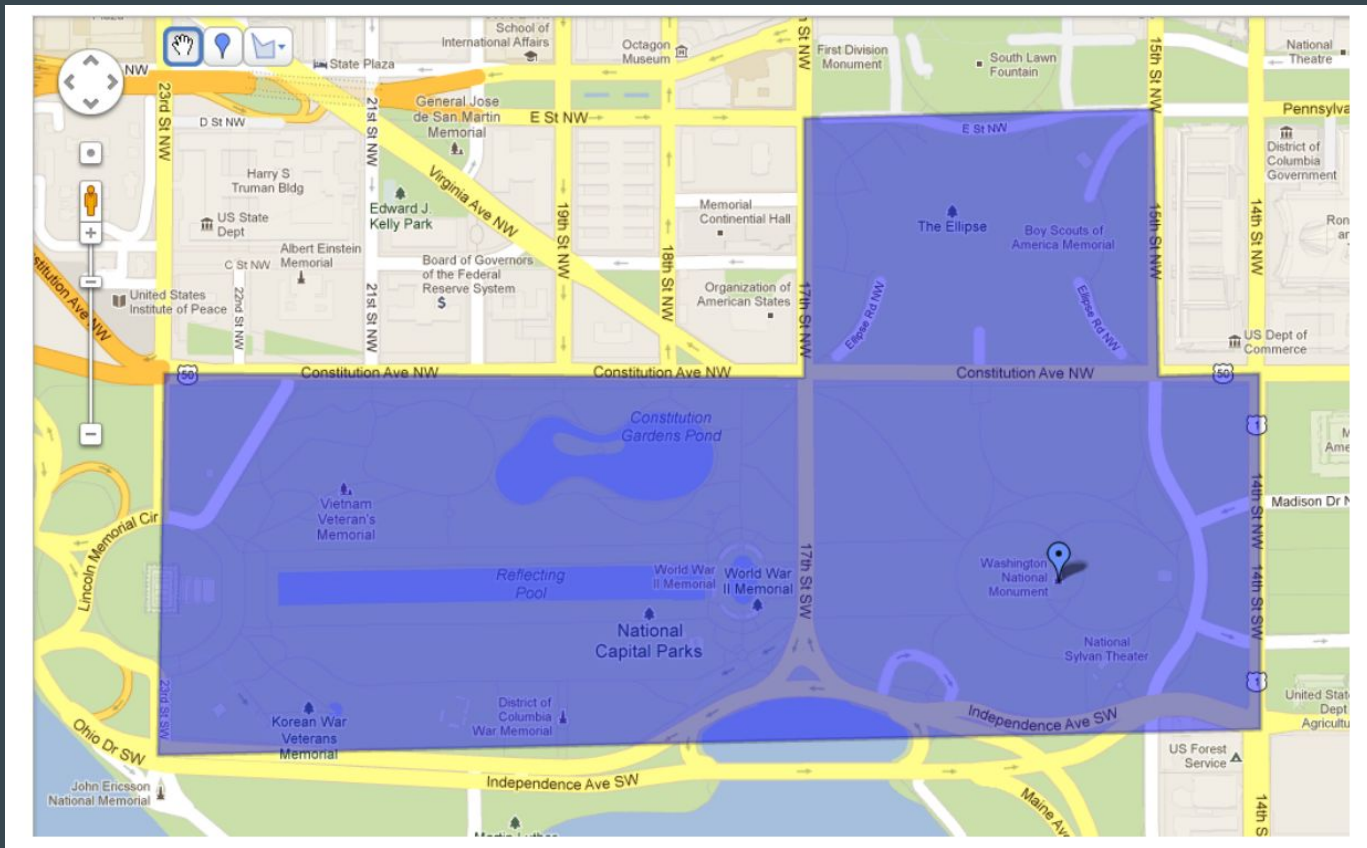 School of
International Affairs
Octagon
Museum
First Division
Monument
South Lawn
Fountain
National
Theatre
NW
State Plaza
17th St NW
15th St NW
23rd St NW
21st St NW
General Jose
de San Martin
Memorial
E St NW
E St NW
Pennsylva
D St NW
District of
Columbia
Government
Harry S
Truman Bldg
Virginia Ave NW
Edward J.
Kelly Park
Memorial
Continental Hall
The Ellipse
Boy Scouts of
America Memorial
15th St NW
14th St NW
US State
Dept
19th St NW
18th St NW
Albert Einstein
Memorial
C St NW
Board of Governors
of the Federal
Reserve System
$
Organization of
American States
17th St NW
Ellipse Rd NW
Ellipse Rd NW
stitution Ave NW
United States
Institute of Peace
22nd St NW
21st St NW
US Dept of
Commerce
50
Constitution Ave NW
Constitution Ave NW
Constitution Ave NW
50
Constitution
Gardens Pond
1
Vietnam
Veteran's
Memorial
14th St NW
Madison Dr N
Lincoln Memorial Cir
Reflecting
Pool
World War
II Memorial
World War
II Memorial
17th St SW
Washington
National
Monument
14th St SW
National
Capital Parks
National
Sylvan Theater
23rd St SW
1
Korean War
Veterans
Memorial
District of
Columbia
War Memorial
Independence Ave SW
United Stat
Dept
Agricultu
Ohio Dr SW
US Forest
Service
Independence Ave SW
John Ericsson
National Memorial
Maine Av
14th S
Martin Luther